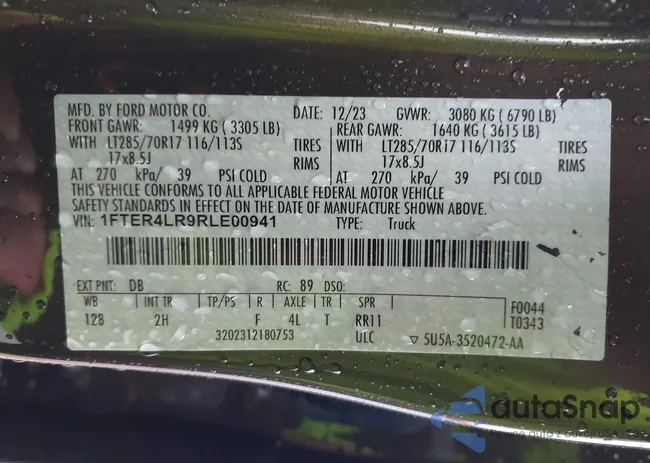 MFD. BY FORD MOTOR CO. DATE: 12/23 GVWR: 3080 KG ( 6790 LB)
FRONT GAWR: 1499 KG ( 3305 LB) REAR GAWR: 1640 KG ( 3615 LB)
WITH LT285/70R17 116/113S TIRES LT285/70R17 116/113S TIRES
17x8.5J RIMS 17x8.5J RIMS
AT 270 kPa/ 39 PSI COLD AT 270 kPa/ 39 PSI COLD
THIS VEHICLE CONFORMS TO ALL APPLICABLE FEDERAL MOTOR VEHICLE
SAFETY STANDARDS IN EFFECT ON THE DATE OF MANUFACTURE SHOWN ABOVE.
VIN: 1FTER4LR9RLE00941 TYPE: Truck
EXT PNT: DB RC: 89 DSO:
WB INT TR TP/PS R AXLE TR SPR F0044
128 2H F 4L T RR11 T0343
3202312180753 ULC ▽ 5U5A-3520472-AA
autoSnap
Pewne auta z Aukcji USA